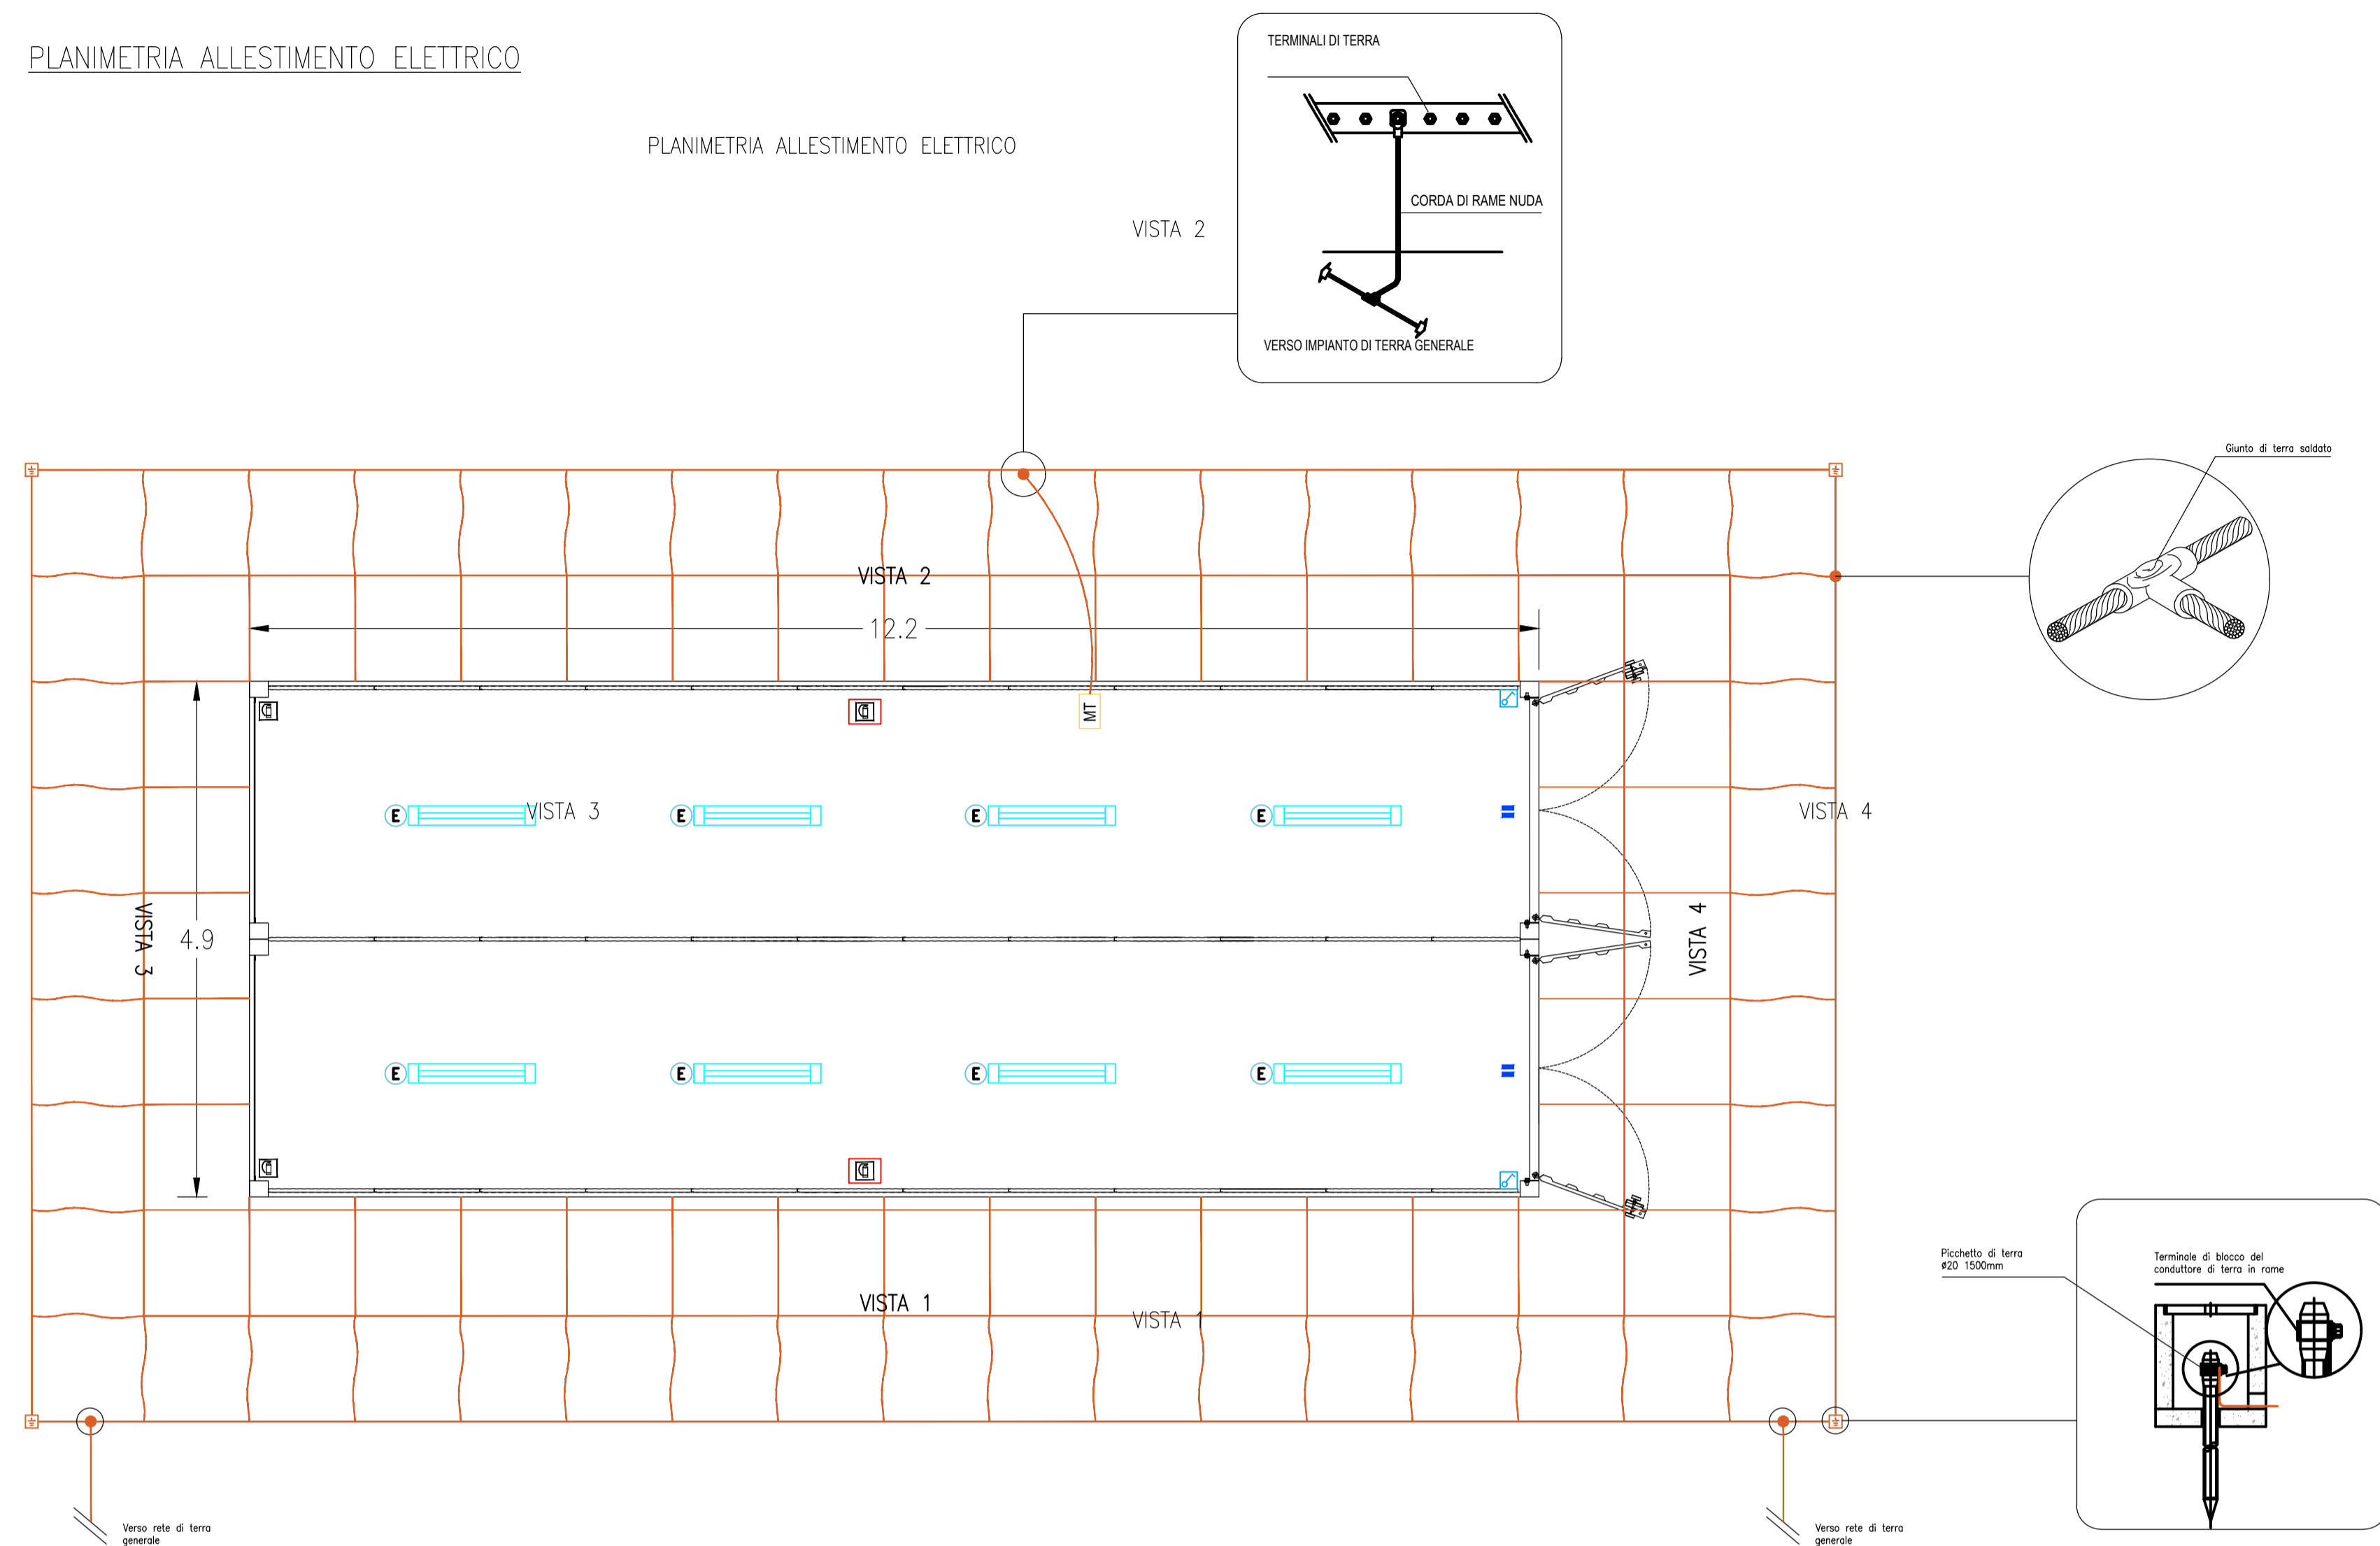 PLANIMETRIA ALLESTIMENTO ELETTRICO
TERMINALI DI TERRA
PLANIMETRIA ALLESTIMENTO ELETTRICO
CORDA DI RAME NUDA
VISTA 2
VERSO IMPIANTO DI TERRA GENERALE
Giunto di terra saldato
VISTA 2
12.2
MT
E
E
E
E
VISTA 3
VISTA 4
VISTA 3
4.9
VISTA 4
E
E
E
E
Picchetto di terra
ø20 1500mm
Terminale di blocco del
conduttore di terra in rame
VISTA 1
VISTA 1
Verso rete di terra
generale
Verso rete di terra
generale